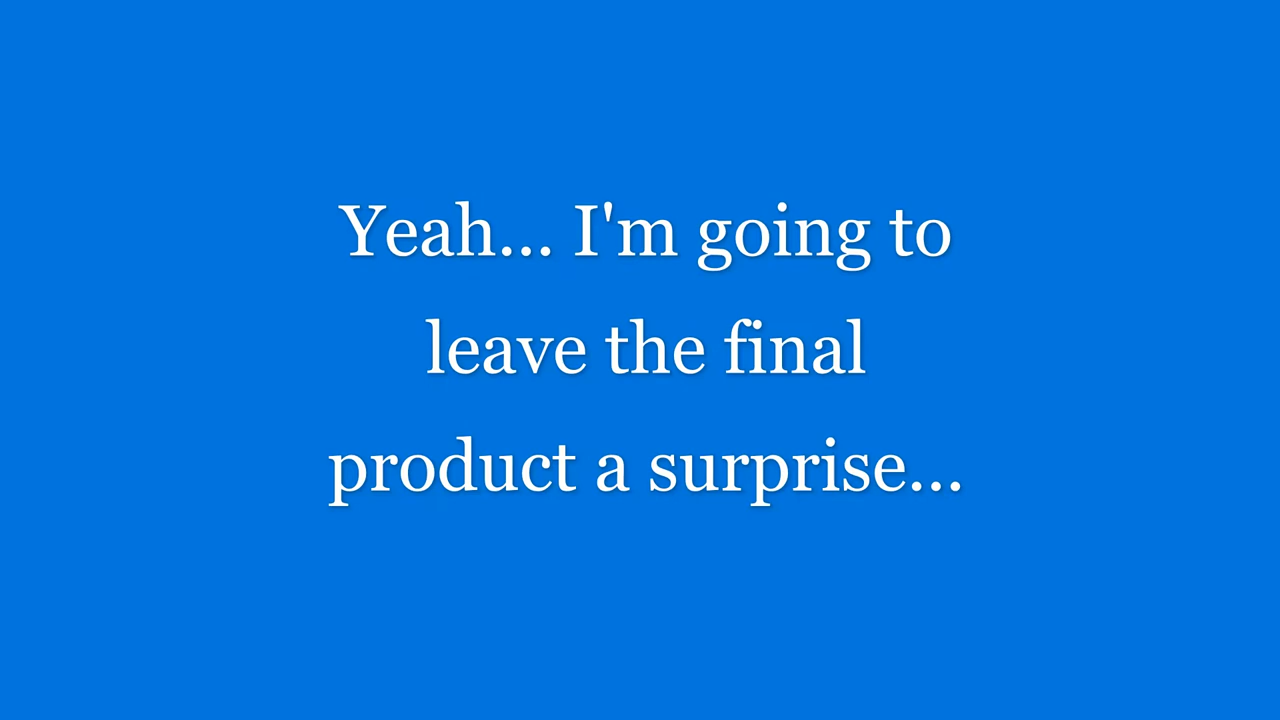 Yeah... I'm going to
leave the final
product a surprise...